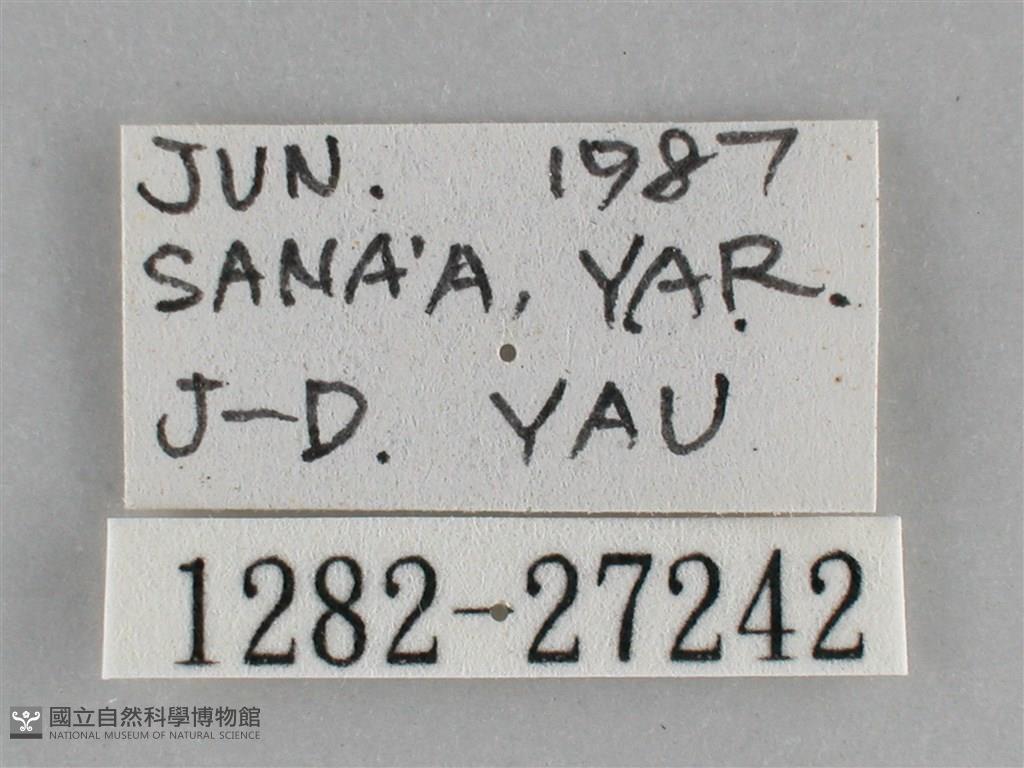 JUN. 1987
SANA'A, Y.A.R.
J-D. YAU
1282-27242
國立自然科學博物館
NATIONAL MUSEUM OF NATURAL SCIENCE